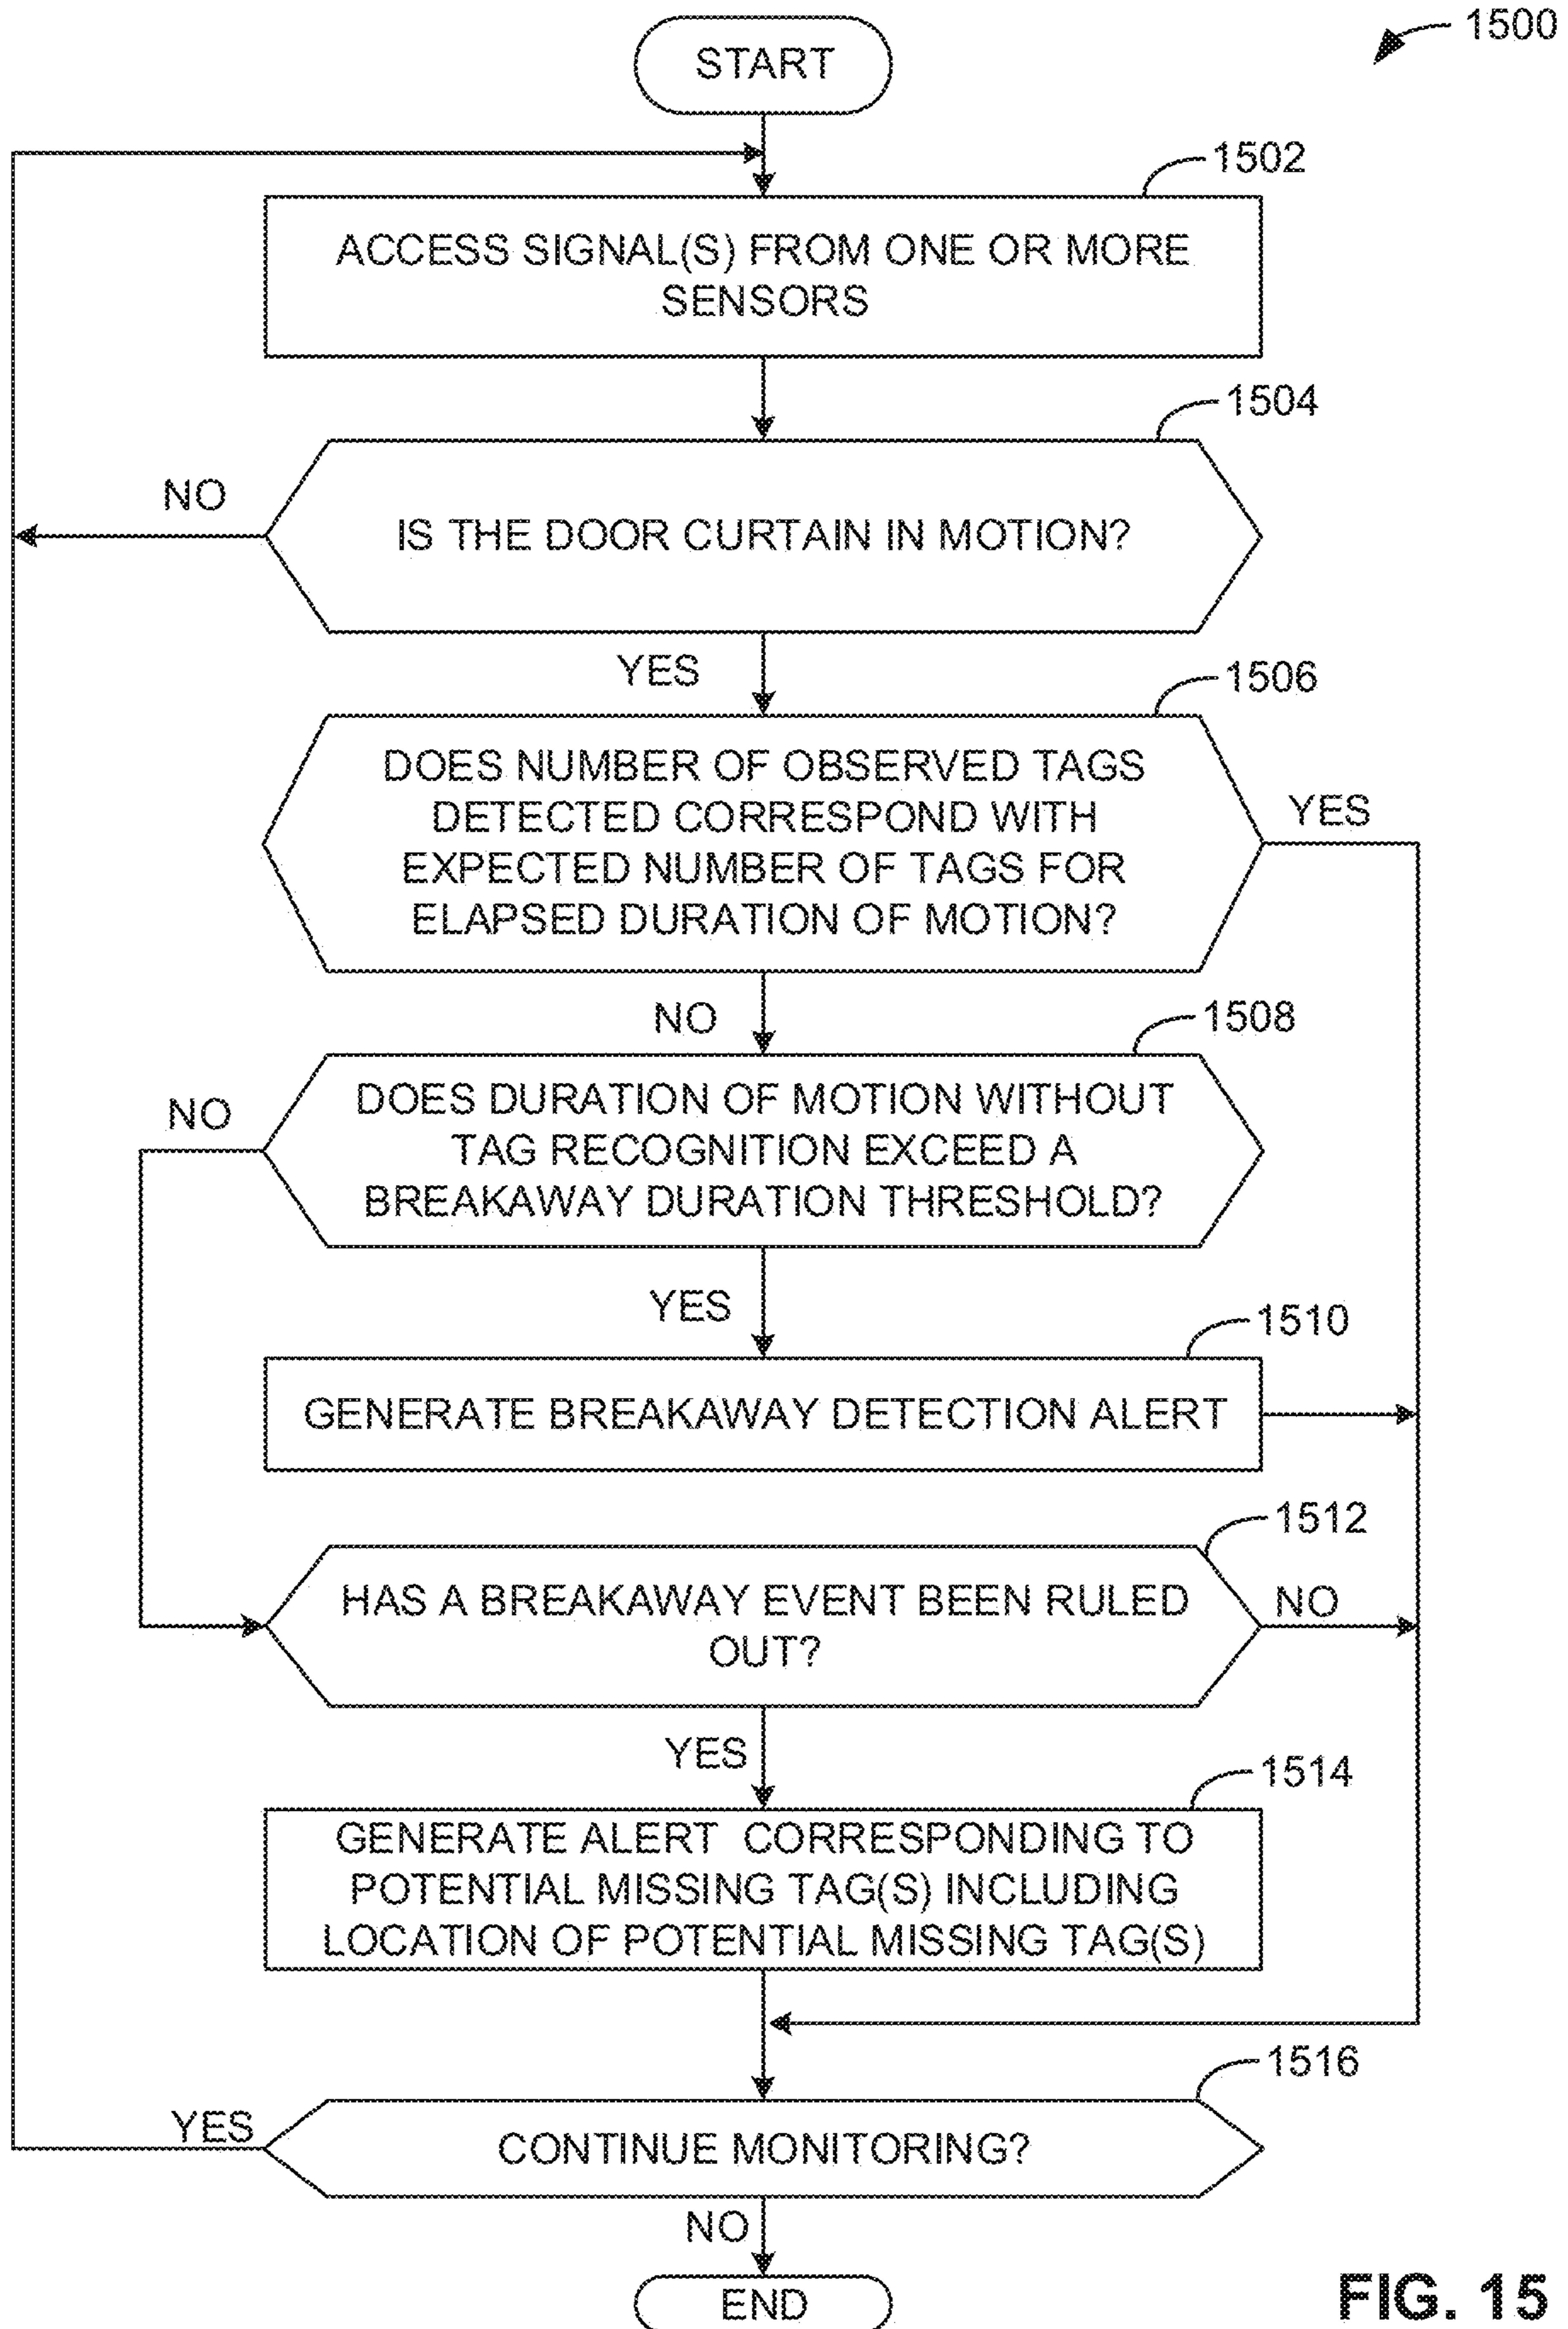 1500
START
1502
ACCESS SIGNAL(S) FROM ONE OR MORE
SENSORS
1504
NO
IS THE DOOR CURTAIN IN MOTION?
YES
1506
DOES NUMBER OF OBSERVED TAGS
DETECTED CORRESPOND WITH
EXPECTED NUMBER OF TAGS FOR
ELAPSED DURATION OF MOTION?
YES
NO
1508
NO
DOES DURATION OF MOTION WITHOUT
TAG RECOGNITION EXCEED A
BREAKAWAY DURATION THRESHOLD?
YES
1510
GENERATE BREAKAWAY DETECTION ALERT
1512
HAS A BREAKAWAY EVENT BEEN RULED
OUT?
NO
YES
1514
GENERATE ALERT CORRESPONDING TO
POTENTIAL MISSING TAG(S) INCLUDING
LOCATION OF POTENTIAL MISSING TAG(S)
1516
YES
CONTINUE MONITORING?
NO
END
FIG. 15